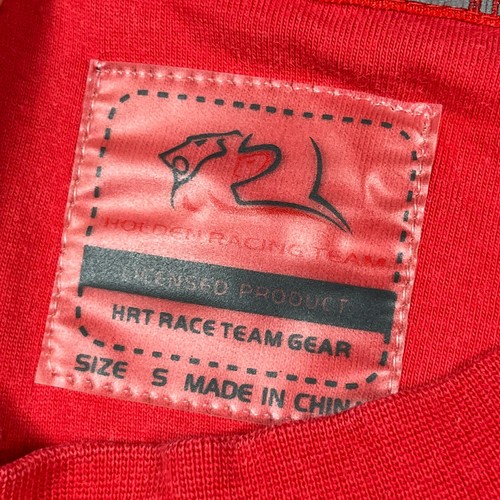 HOLDEN RACING TEAM
LICENSED PRODUCT
HRT RACE TEAM GEAR
SIZE S MADE IN CHINA